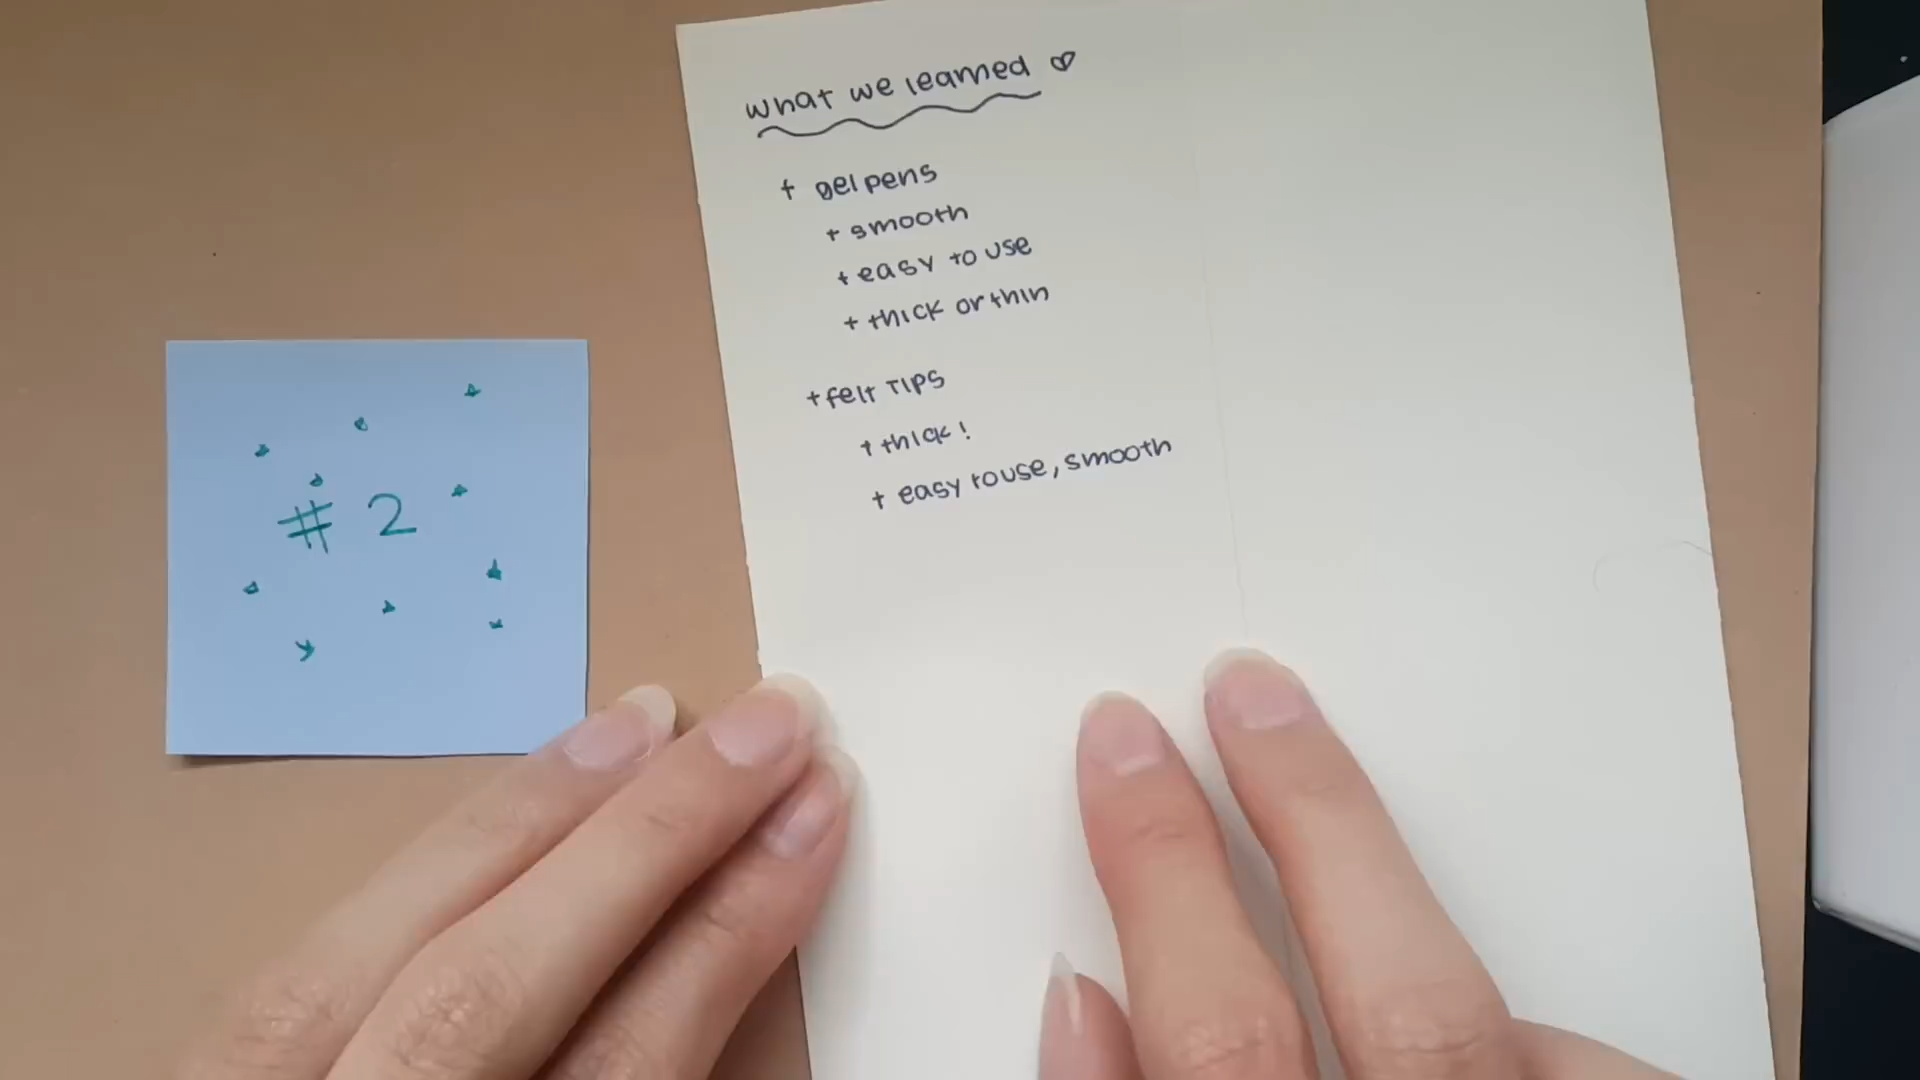 what we learned
+ gel pens
+ smooth
+ easy to use
+ thick or thin
+ felt TIPS
+ thick!
+ easy to use, smooth
# 2